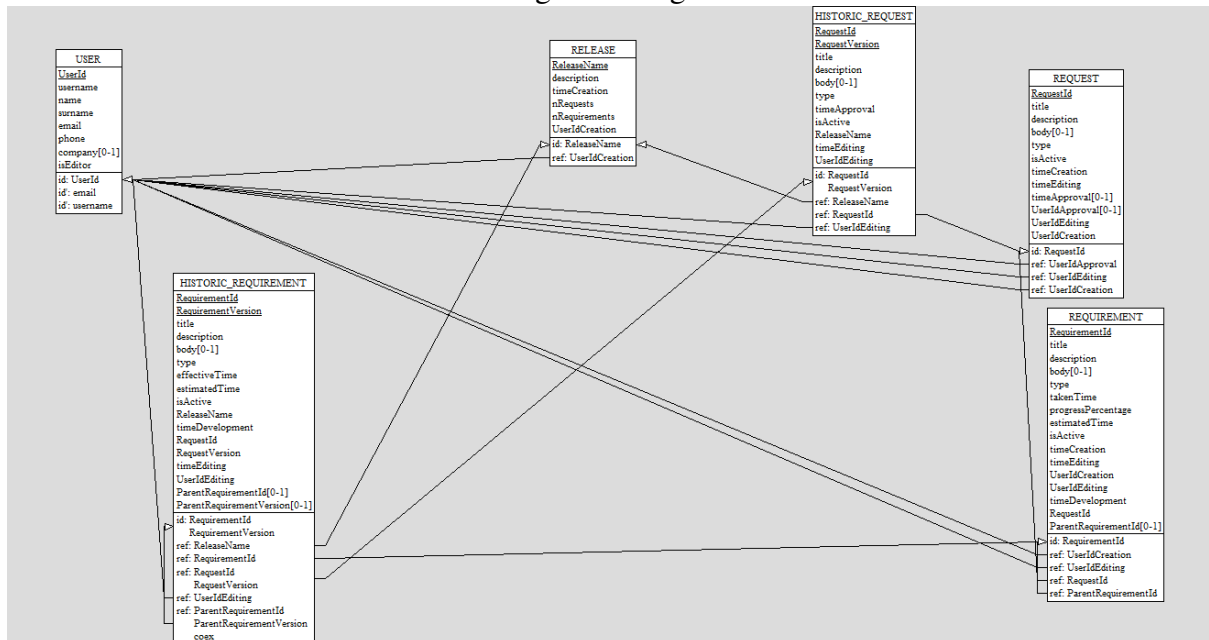 USER
UserId
username
name
surname
email
phone
company[0-1]
isEditor
id: UserId
id': email
id': username
RELEASE
ReleaseName
description
timeCreation
nRequests
nRequirements
UserIdCreation
id: ReleaseName
ref: UserIdCreation
HISTORIC_REQUEST
RequestId
RequestVersion
title
description
body[0-1]
type
timeApproval
isActive
ReleaseName
timeEditing
UserIdEditing
id: RequestId
RequestVersion
ref: ReleaseName
ref: RequestId
ref: UserIdEditing
REQUEST
RequestId
title
description
body[0-1]
type
isActive
timeCreation
timeEditing
timeApproval[0-1]
UserIdApproval[0-1]
UserIdEditing
UserIdCreation
id: RequestId
ref: UserIdApproval
ref: UserIdEditing
ref: UserIdCreation
HISTORIC_REQUIREMENT
RequirementId
RequirementVersion
title
description
body[0-1]
type
effectiveTime
estimatedTime
isActive
ReleaseName
timeDevelopment
RequestId
RequestVersion
timeEditing
UserIdEditing
ParentRequirementId[0-1]
ParentRequirementVersion[0-1]
id: RequirementId
RequirementVersion
ref: ReleaseName
ref: RequirementId
ref: RequestId
RequestVersion
ref: UserIdEditing
ref: ParentRequirementId
ParentRequirementVersion
coex
REQUIREMENT
RequirementId
title
description
body[0-1]
type
takenTime
progressPercentage
estimatedTime
isActive
timeCreation
timeEditing
UserIdCreation
UserIdEditing
timeDevelopment
RequestId
ParentRequirementId[0-1]
id: RequirementId
ref: UserIdCreation
ref: UserIdEditing
ref: RequestId
ref: ParentRequirementId